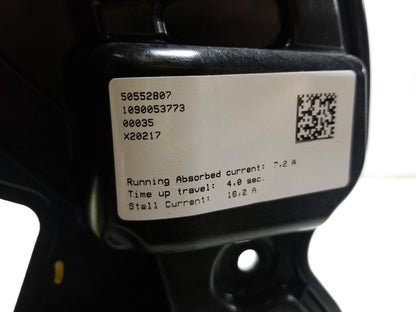 50552807
1090053773
00035
X20217
Running Absorbed current: 7.2 A
Time up travel: 4.0 sec.
Stall Current: 16.2 A